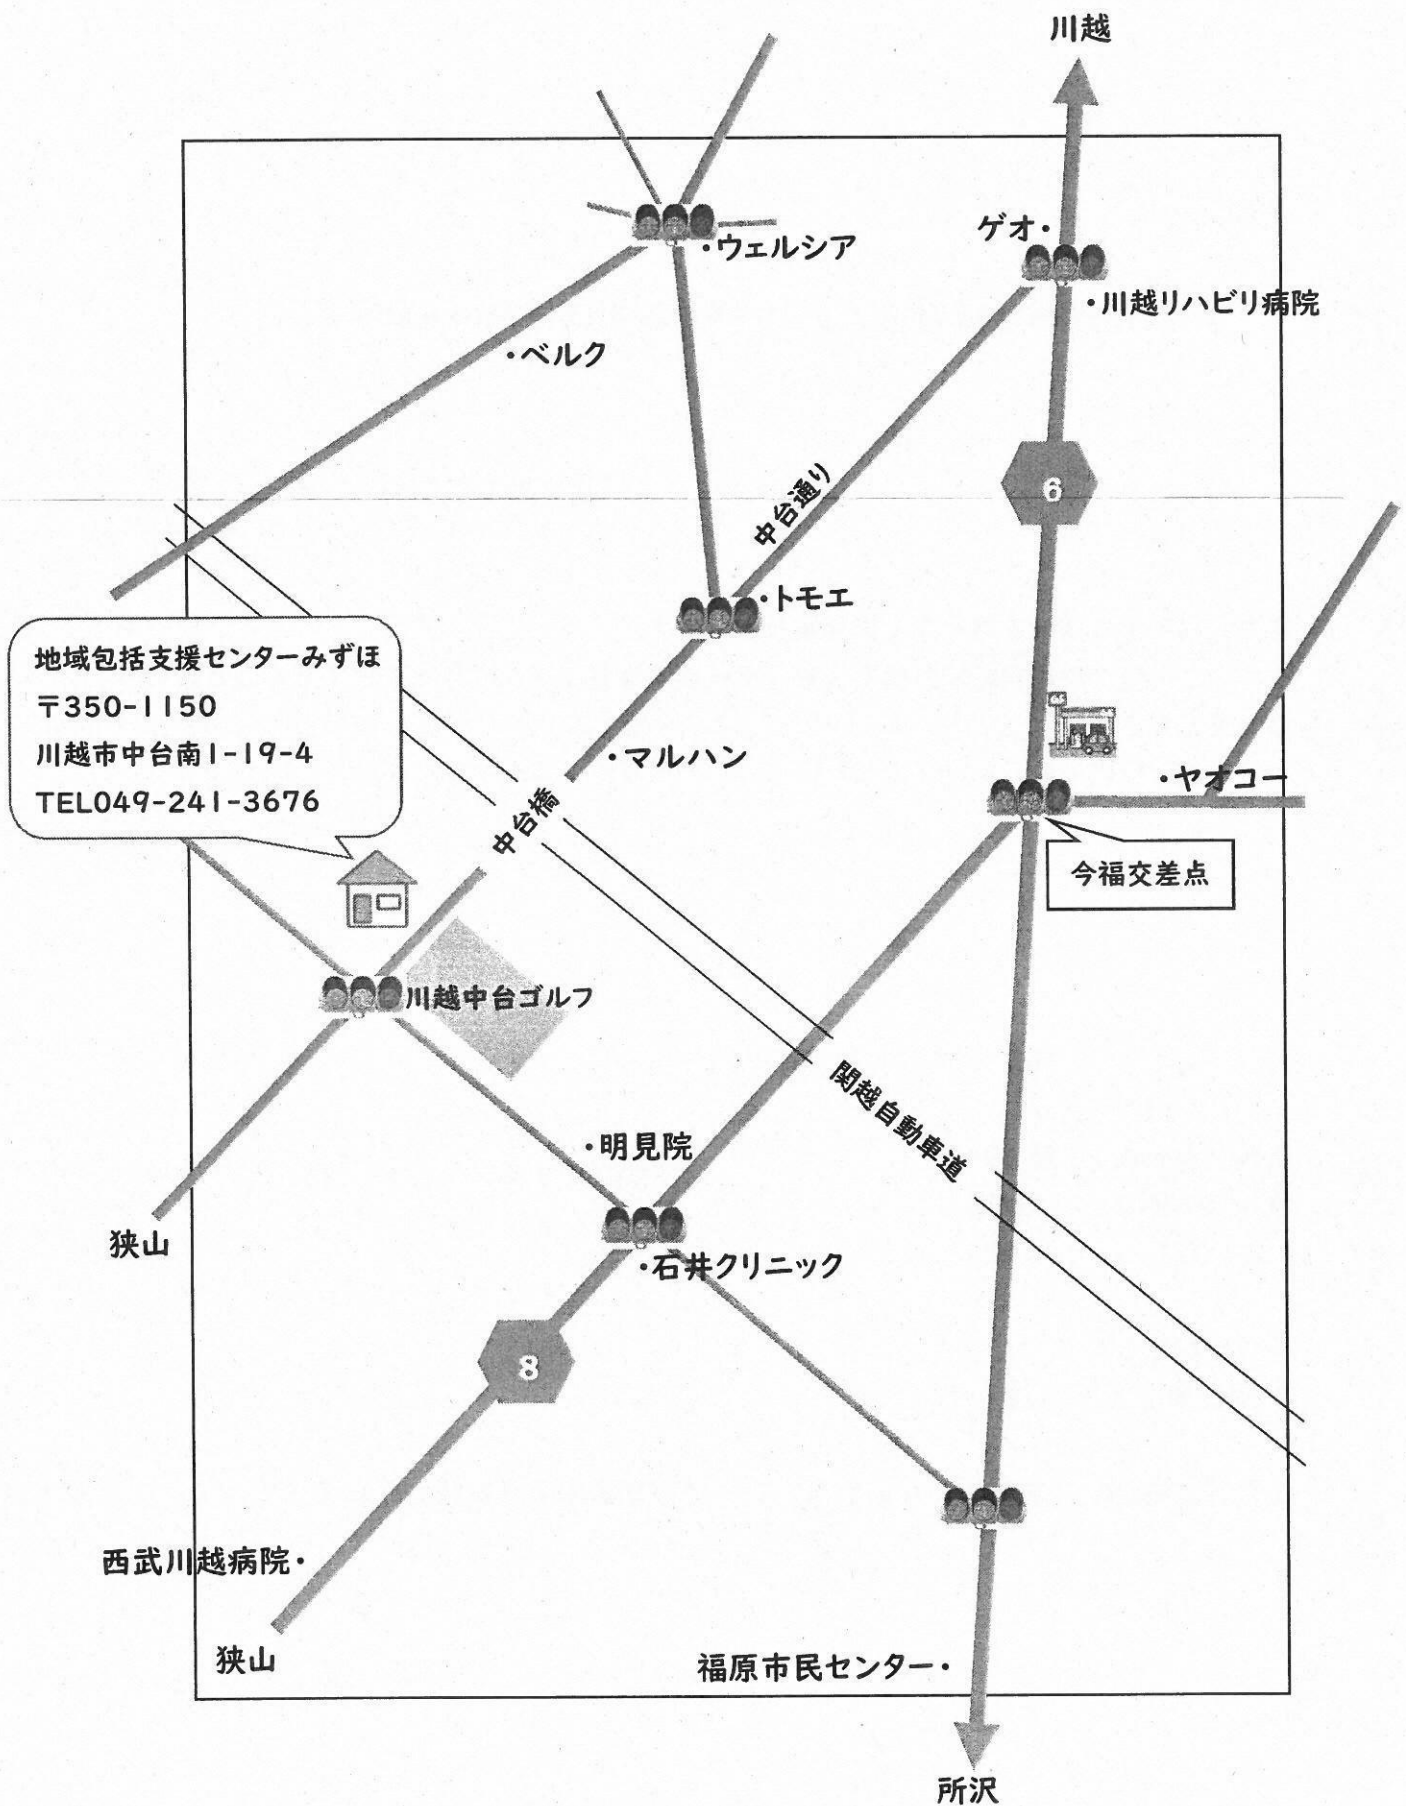 川越
ゲオ・
・ウェルシア
・川越リハビリ病院
・ベルク
6
中台通り
・トモエ
地域包括支援センターみずほ
〒350-1150
川越市中台南1-19-4
TEL049-241-3676
・マルハン
・ヤオコー
中台橋
今福交差点
川越中台ゴルフ
関越自動車道
・明見院
狭山
・石井クリニック
8
西武川越病院・
狭山
福原市民センター・
所沢